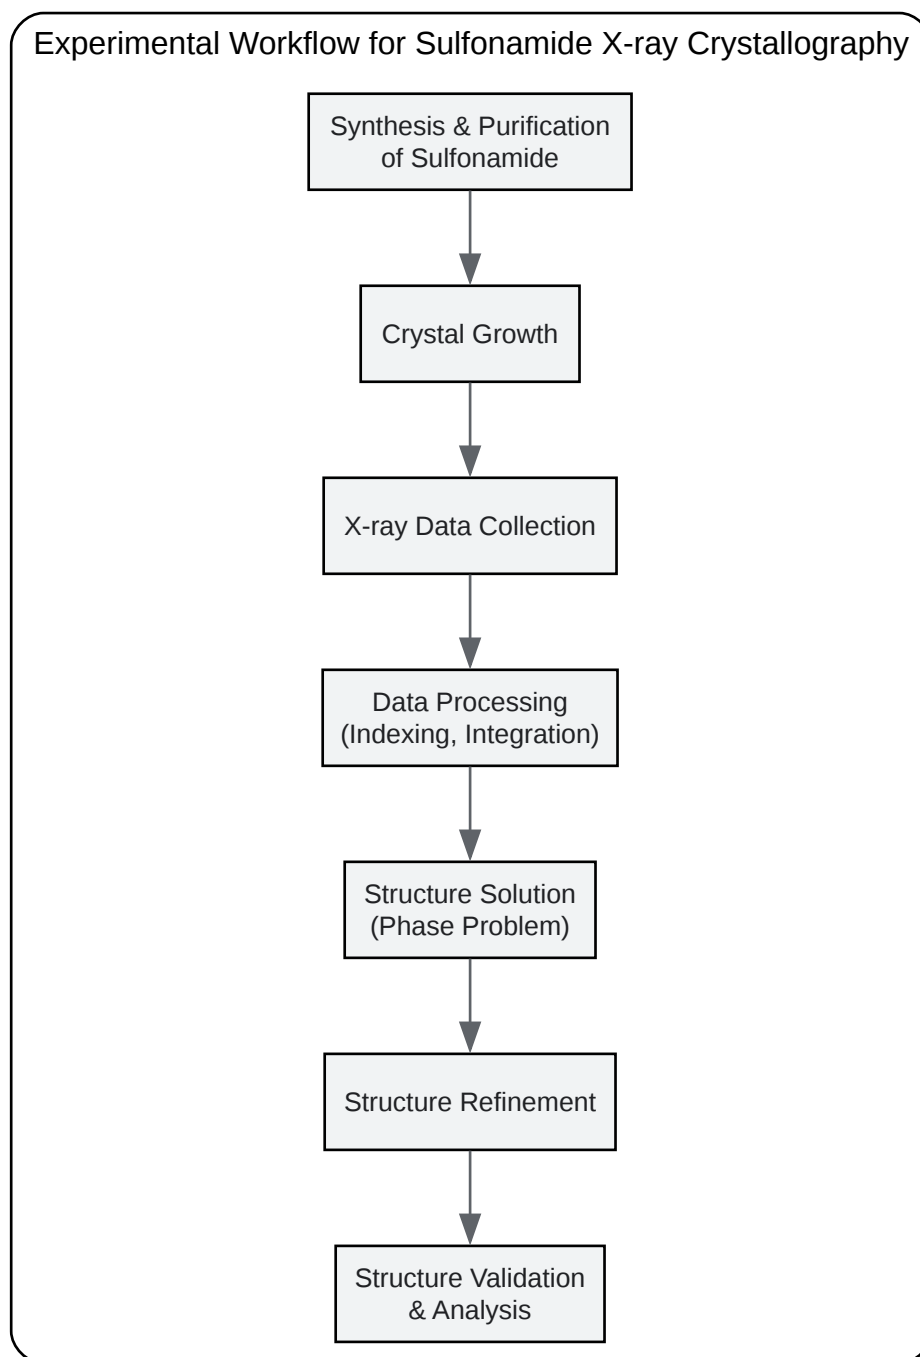 Experimental Workflow for Sulfonamide X-ray Crystallography
Synthesis & Purification
of Sulfonamide
Crystal Growth
X-ray Data Collection
Data Processing
(Indexing, Integration)
Structure Solution
(Phase Problem)
Structure Refinement
Structure Validation
& Analysis